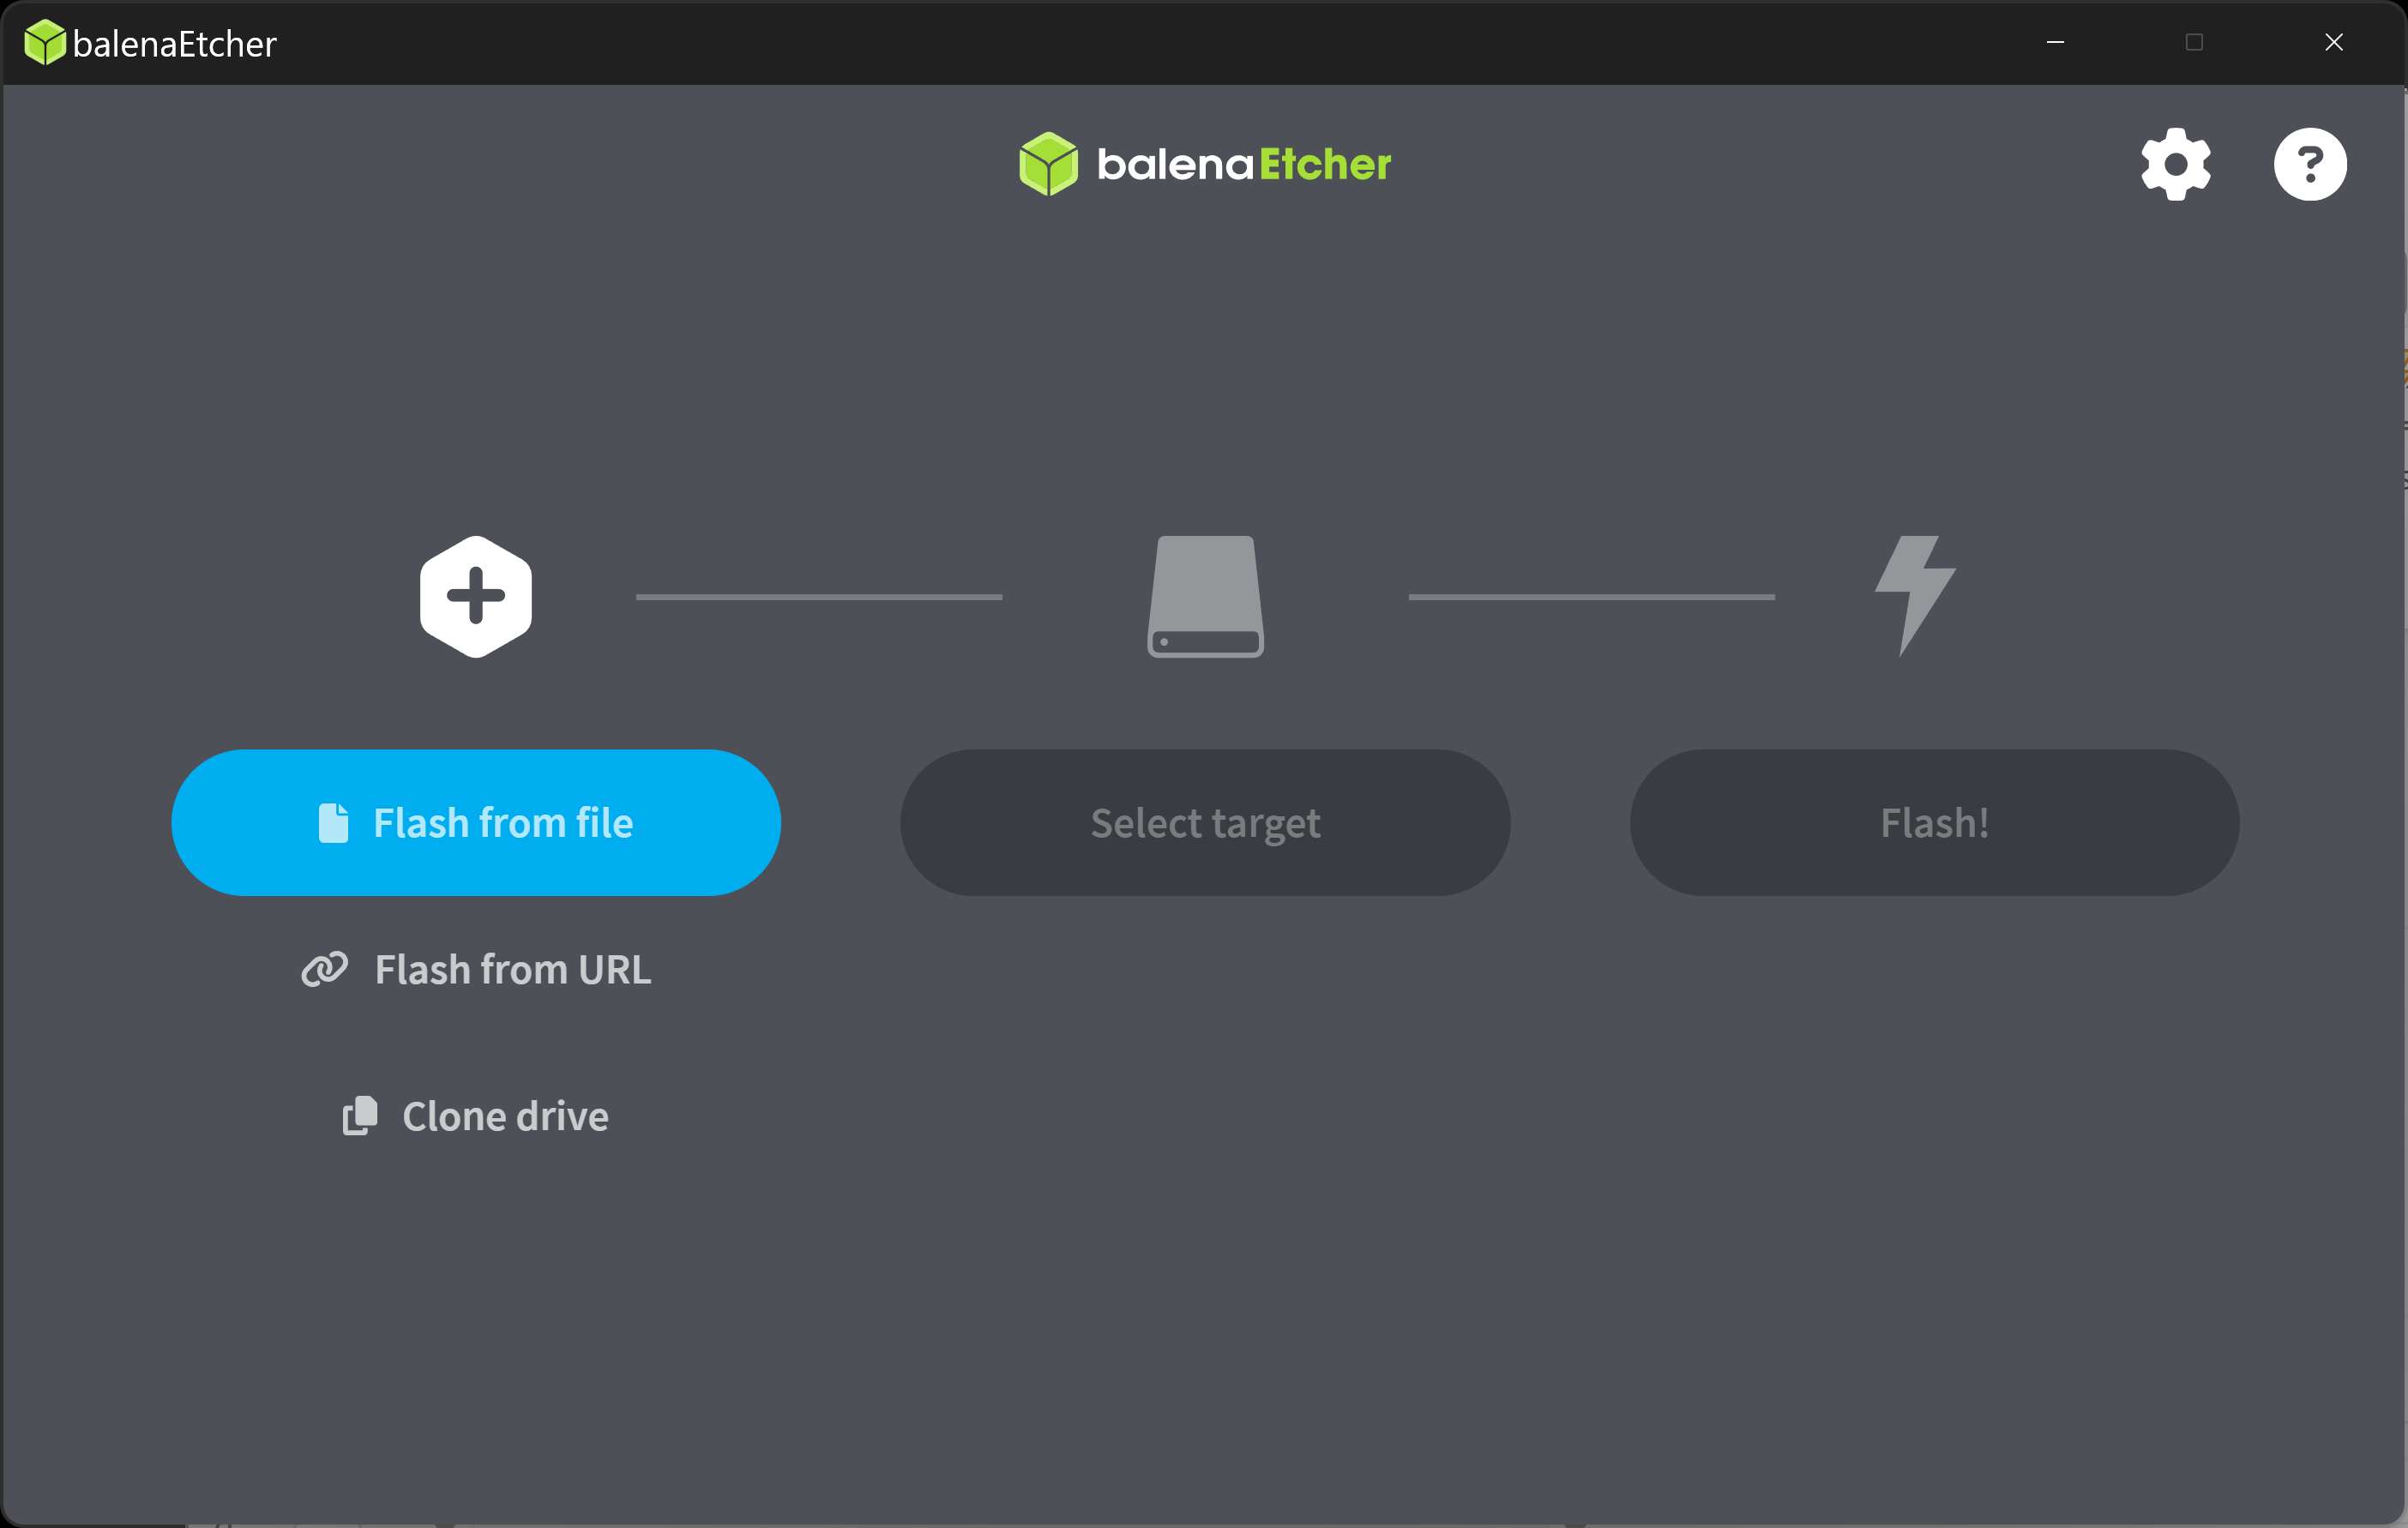 balenaEtcher
balenaEtcher
Flash from file
Select target
Flash!
Flash from URL
Clone drive